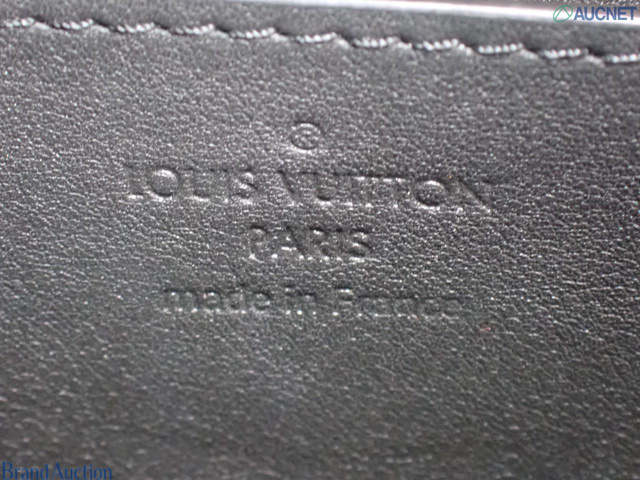 AUCNET
®
LOUIS VUITTON
PARIS
made in France
Brand Auction